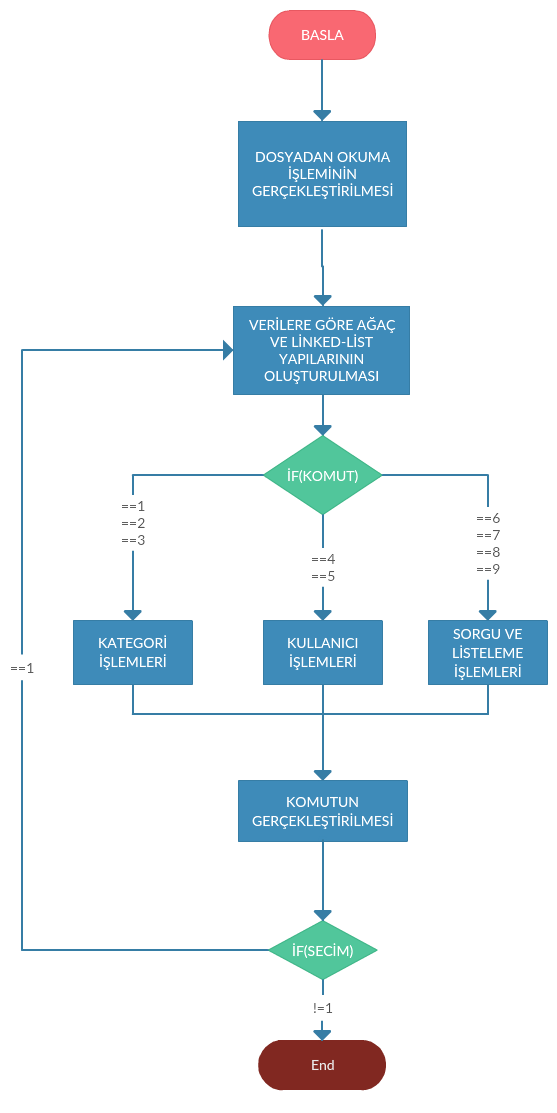 BASLA
DOSYADAN OKUMA
İŞLEMİNİN
GERÇEKLEŞTİRİLMESİ
VERİLERE GÖRE AĞAÇ
VE LİNKED-LİST
YAPILARININ
OLUŞTURULMASI
İF(KOMUT)
==1
==2
==3
==4
==5
==6
==7
==8
==9
KATEGORİ
İŞLEMLERİ
KULLANICI
İŞLEMLERİ
SORGU VE
LİSTELEME
İŞLEMLERİ
==1
KOMUTUN
GERÇEKLEŞTİRİLMESİ
İF(SECİM)
!=1
End